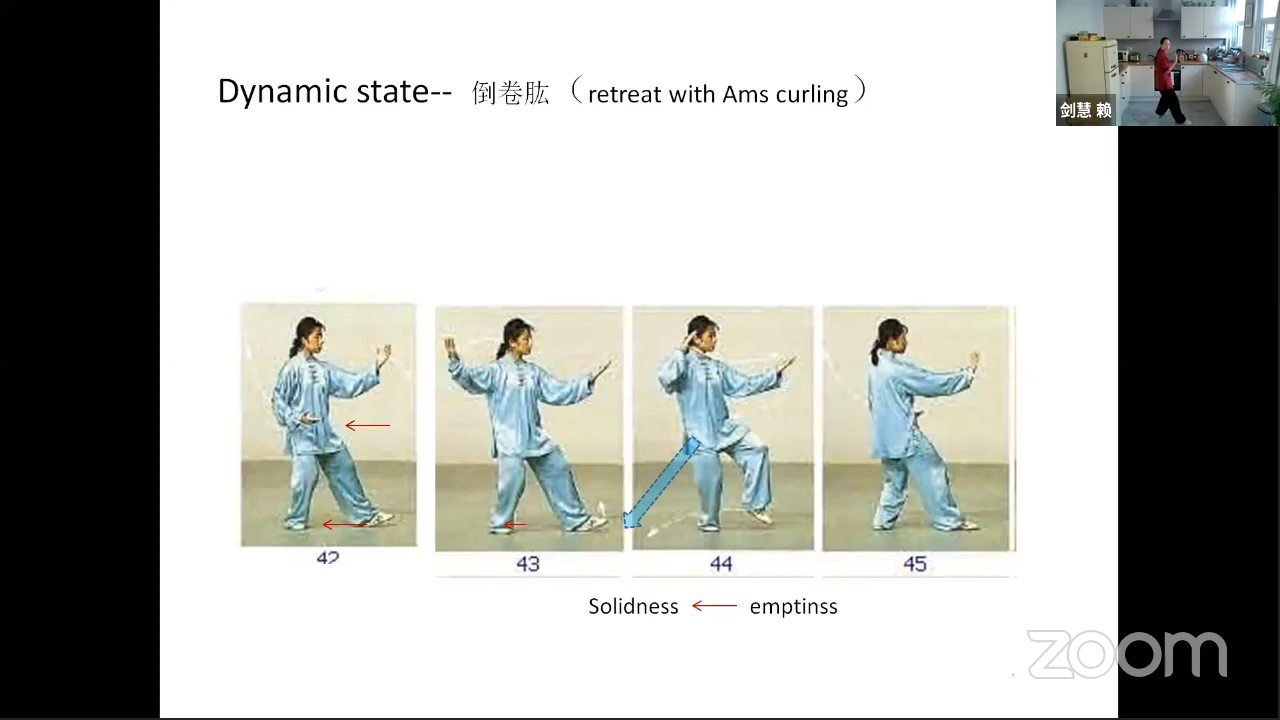 Dynamic state-- 倒卷肱（retreat with Ams curling）
剑慧 赖
42
43
44
45
Solidness
emptinss
zoom